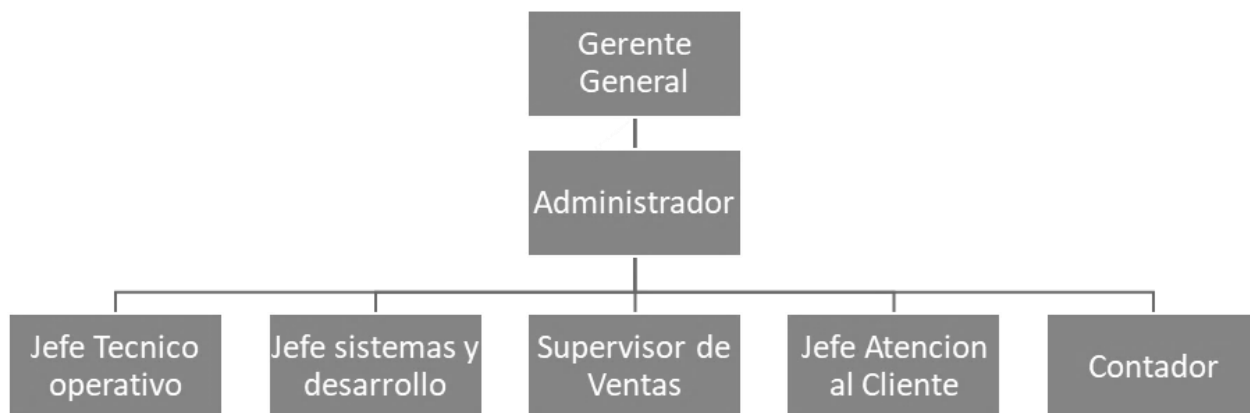 Gerente
General
Administrador
Jefe Tecnico
operativo
Jefe sistemas y
desarrollo
Supervisor de
Ventas
Jefe Atencion
al Cliente
Contador